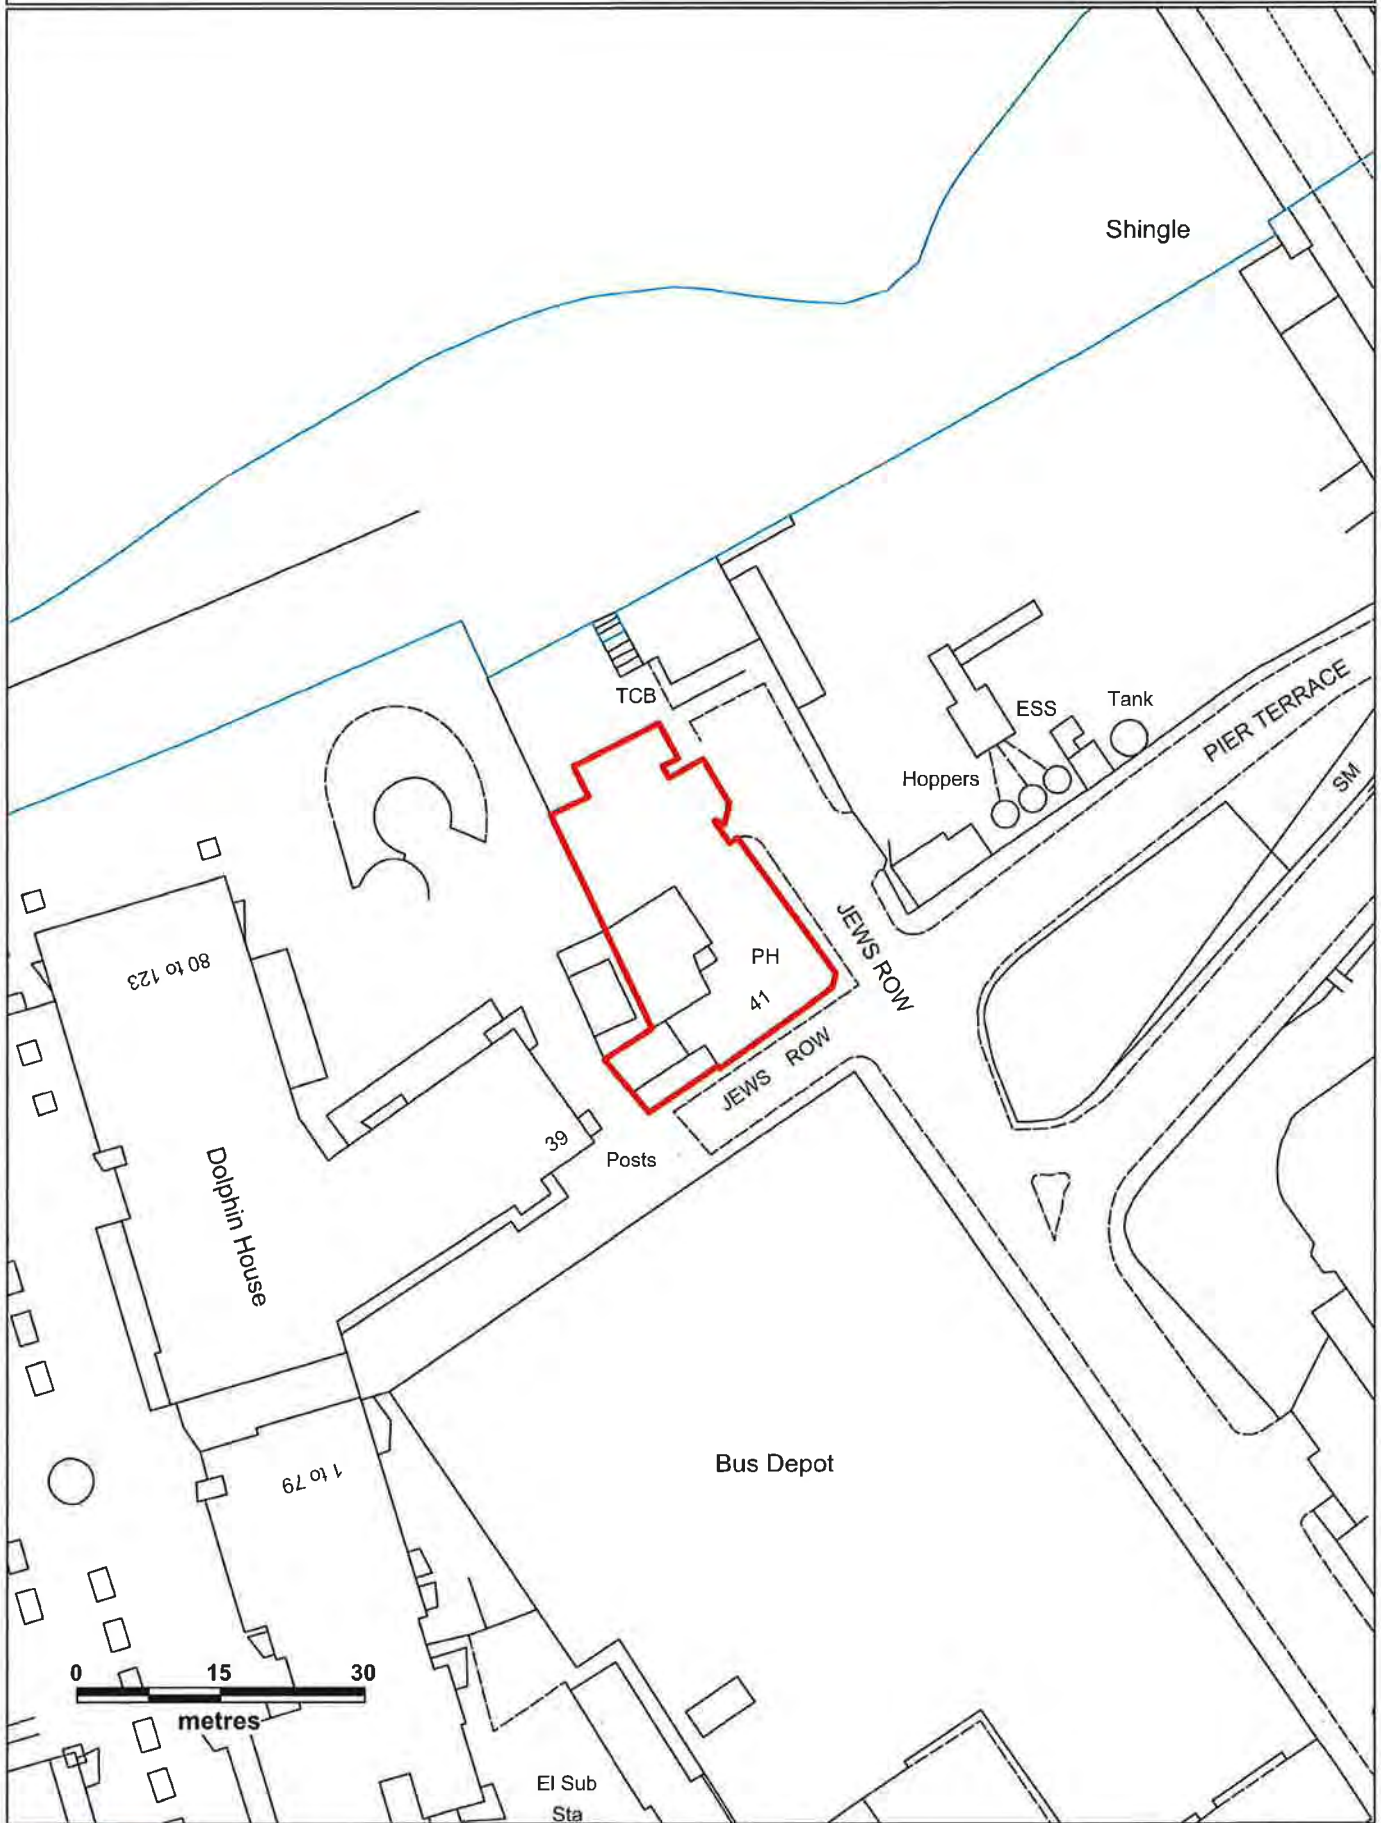 Shingle
TCB
ESS
Tank
PIER TERRACE
Hoppers
SM
JEWS ROW
PH
80 to 123
41
JEWS ROW
39
Posts
Dolphin House
Bus Depot
1 to 79
0 15 30
metres
El Sub
Sta